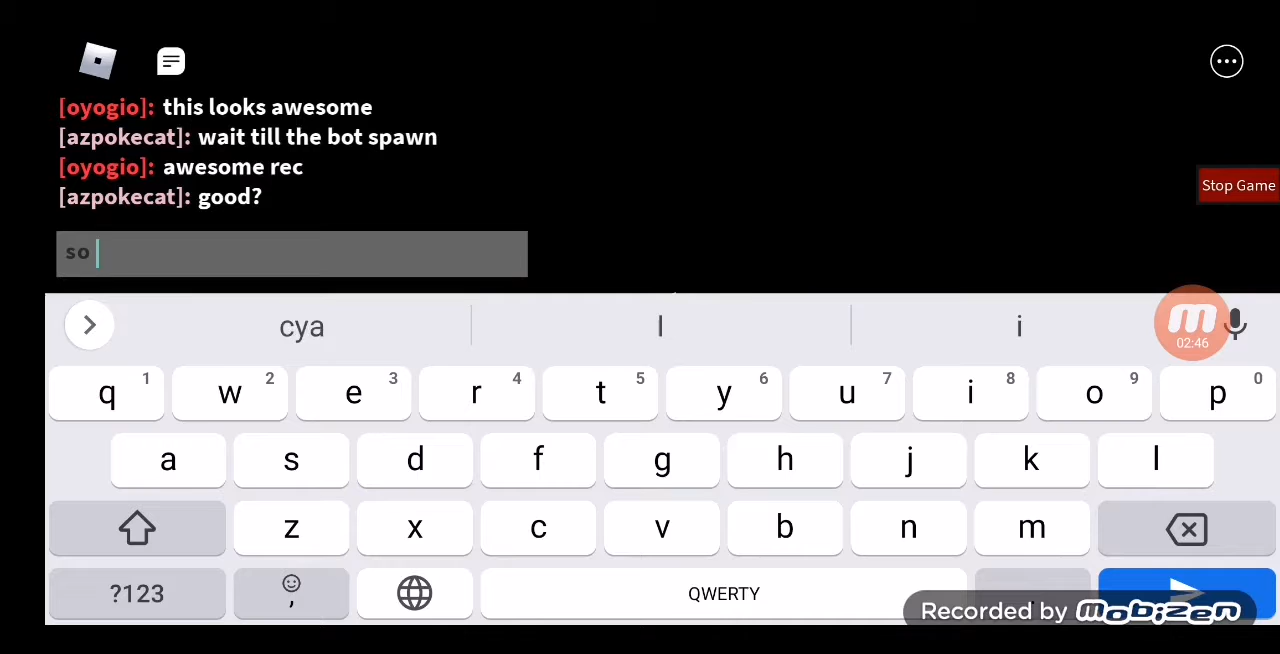 [oyogio]: this looks awesome
[azpokecat]: wait till the bot spawn
[oyogio]: awesome rec
[azpokecat]: good?
Stop Game
so
cya l i
02:46
q 1 w 2 e 3 r 4 t 5 y 6 u 7 i 8 o 9 p 0
a s d f g h j k l
z x c v b n m
?123 , QWERTY .
Recorded by mobizen